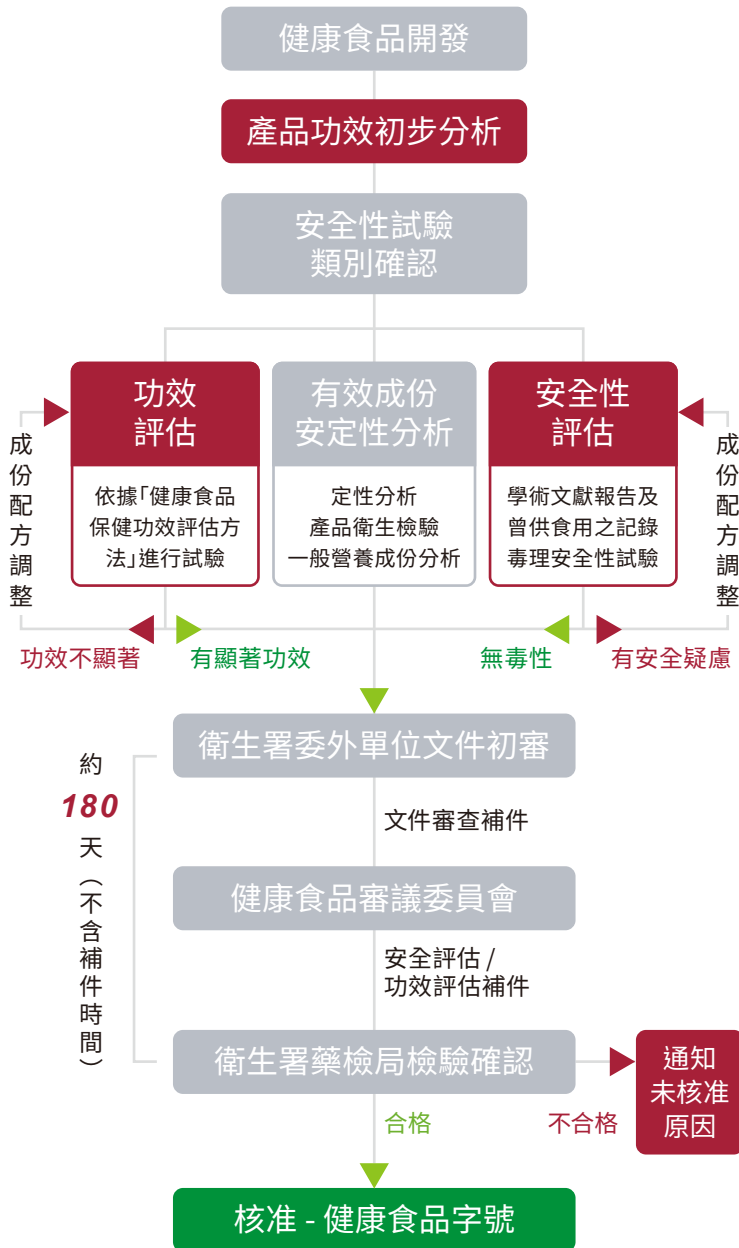 健康食品開發
產品功效初步分析
安全性試驗
類別確認
功效
評估
依據「健康食品
保健功效評估方
法」進行試驗
有效成份
安定性分析
定性分析
產品衛生檢驗
一般營養成份分析
安全性
評估
學術文獻報告及
曾供食用之記錄
毒理安全性試驗
成份配方調整
成份配方調整
功效不顯著
有顯著功效
無毒性
有安全疑慮
衛生署委外單位文件初審
約180天（不含補件時間）
文件審查補件
健康食品審議委員會
安全評估 /
功效評估補件
衛生署藥檢局檢驗確認
通知
未核准
原因
合格
不合格
核准 - 健康食品字號